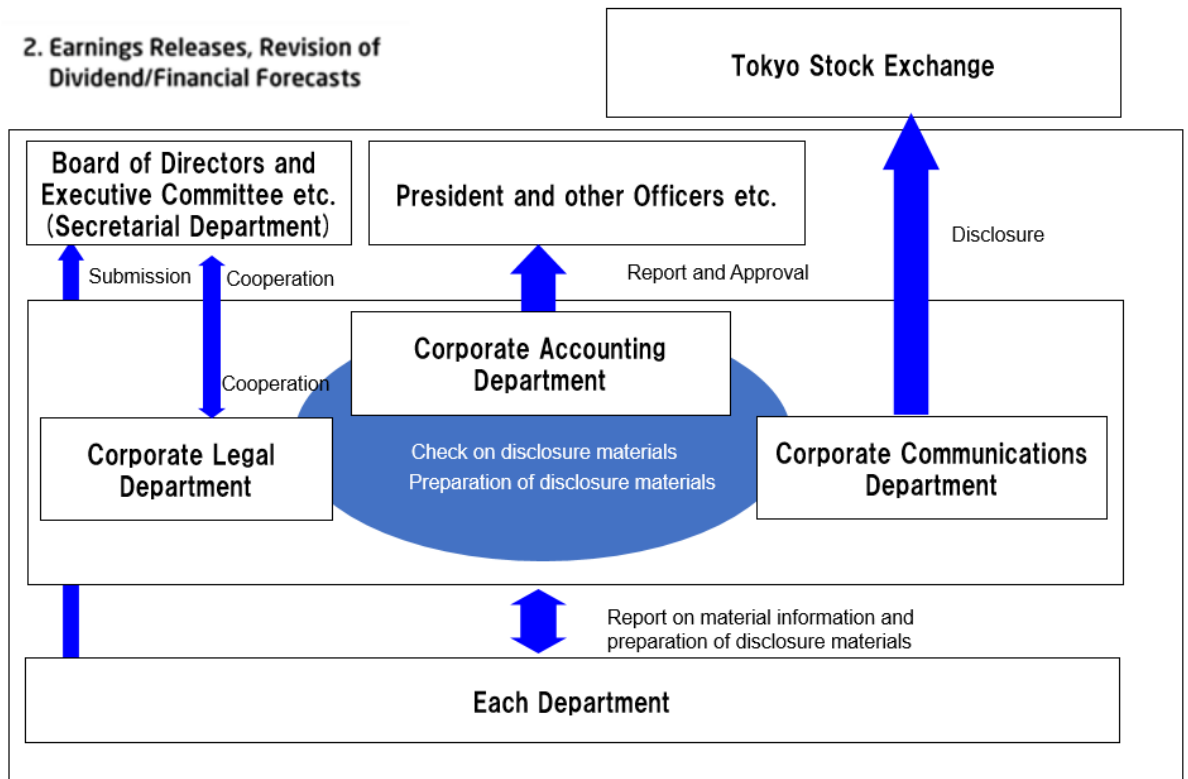 2. Earnings Releases, Revision of
Dividend/Financial Forecasts
Tokyo Stock Exchange
Board of Directors and
Executive Committee etc.
(Secretarial Department)
President and other Officers etc.
Disclosure
Submission
Cooperation
Report and Approval
Corporate Accounting
Department
Cooperation
Corporate Legal
Department
Check on disclosure materials
Preparation of disclosure materials
Corporate Communications
Department
Report on material information and
preparation of disclosure materials
Each Department